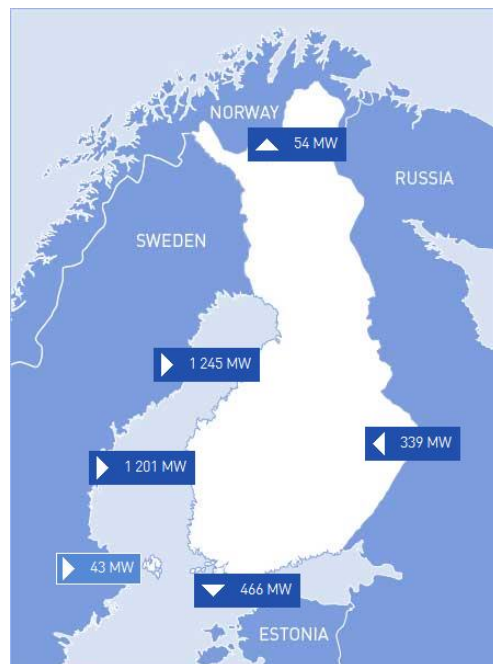 NORWAY
54 MW
RUSSIA
SWEDEN
1 245 MW
339 MW
1 201 MW
43 MW
466 MW
ESTONIA